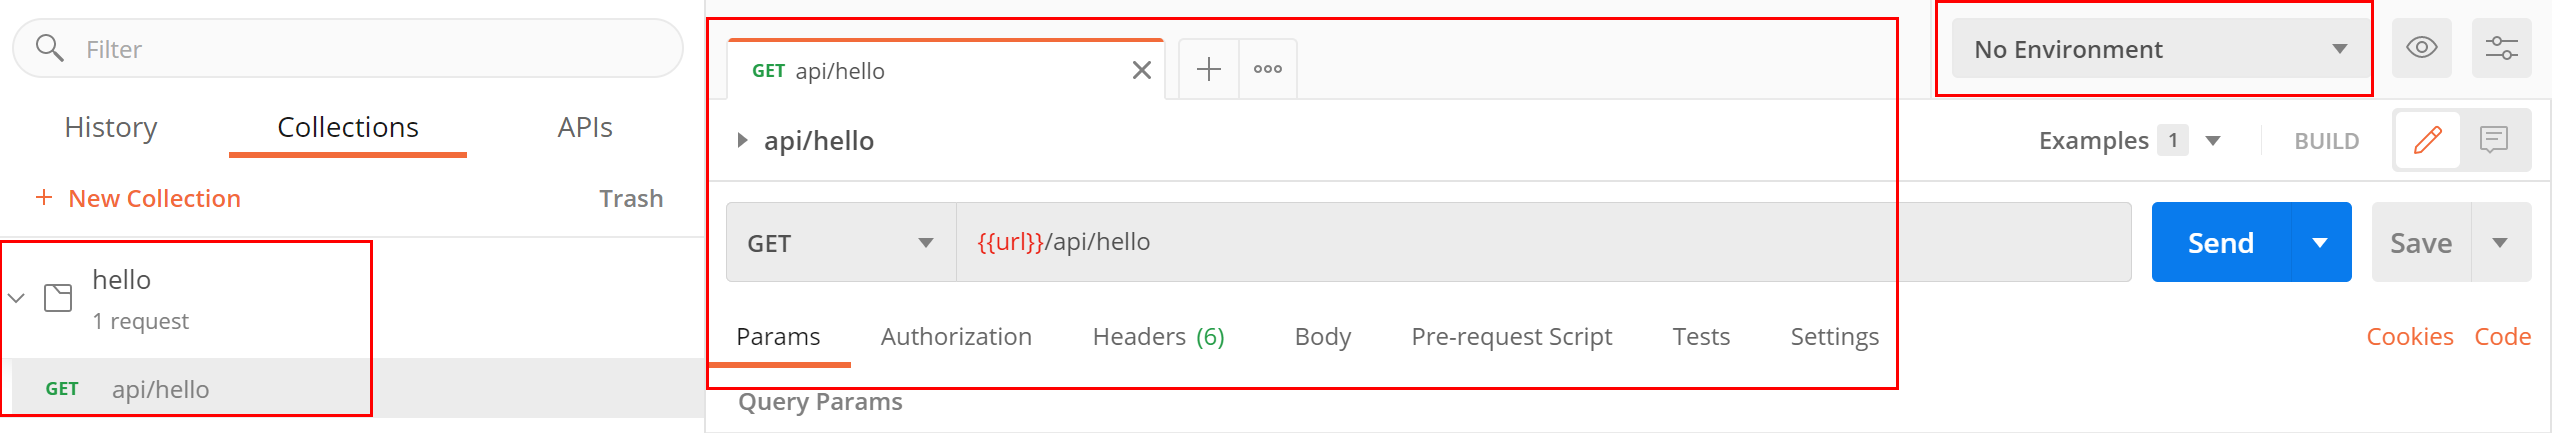 Filter
History Collections APIs
+ New Collection Trash
hello
1 request
GET api/hello
GET api/hello
No Environment
api/hello
Examples 1 BUILD
GET {{url}}/api/hello Send Save
Params Authorization Headers (6) Body Pre-request Script Tests Settings Cookies Code
Query Params